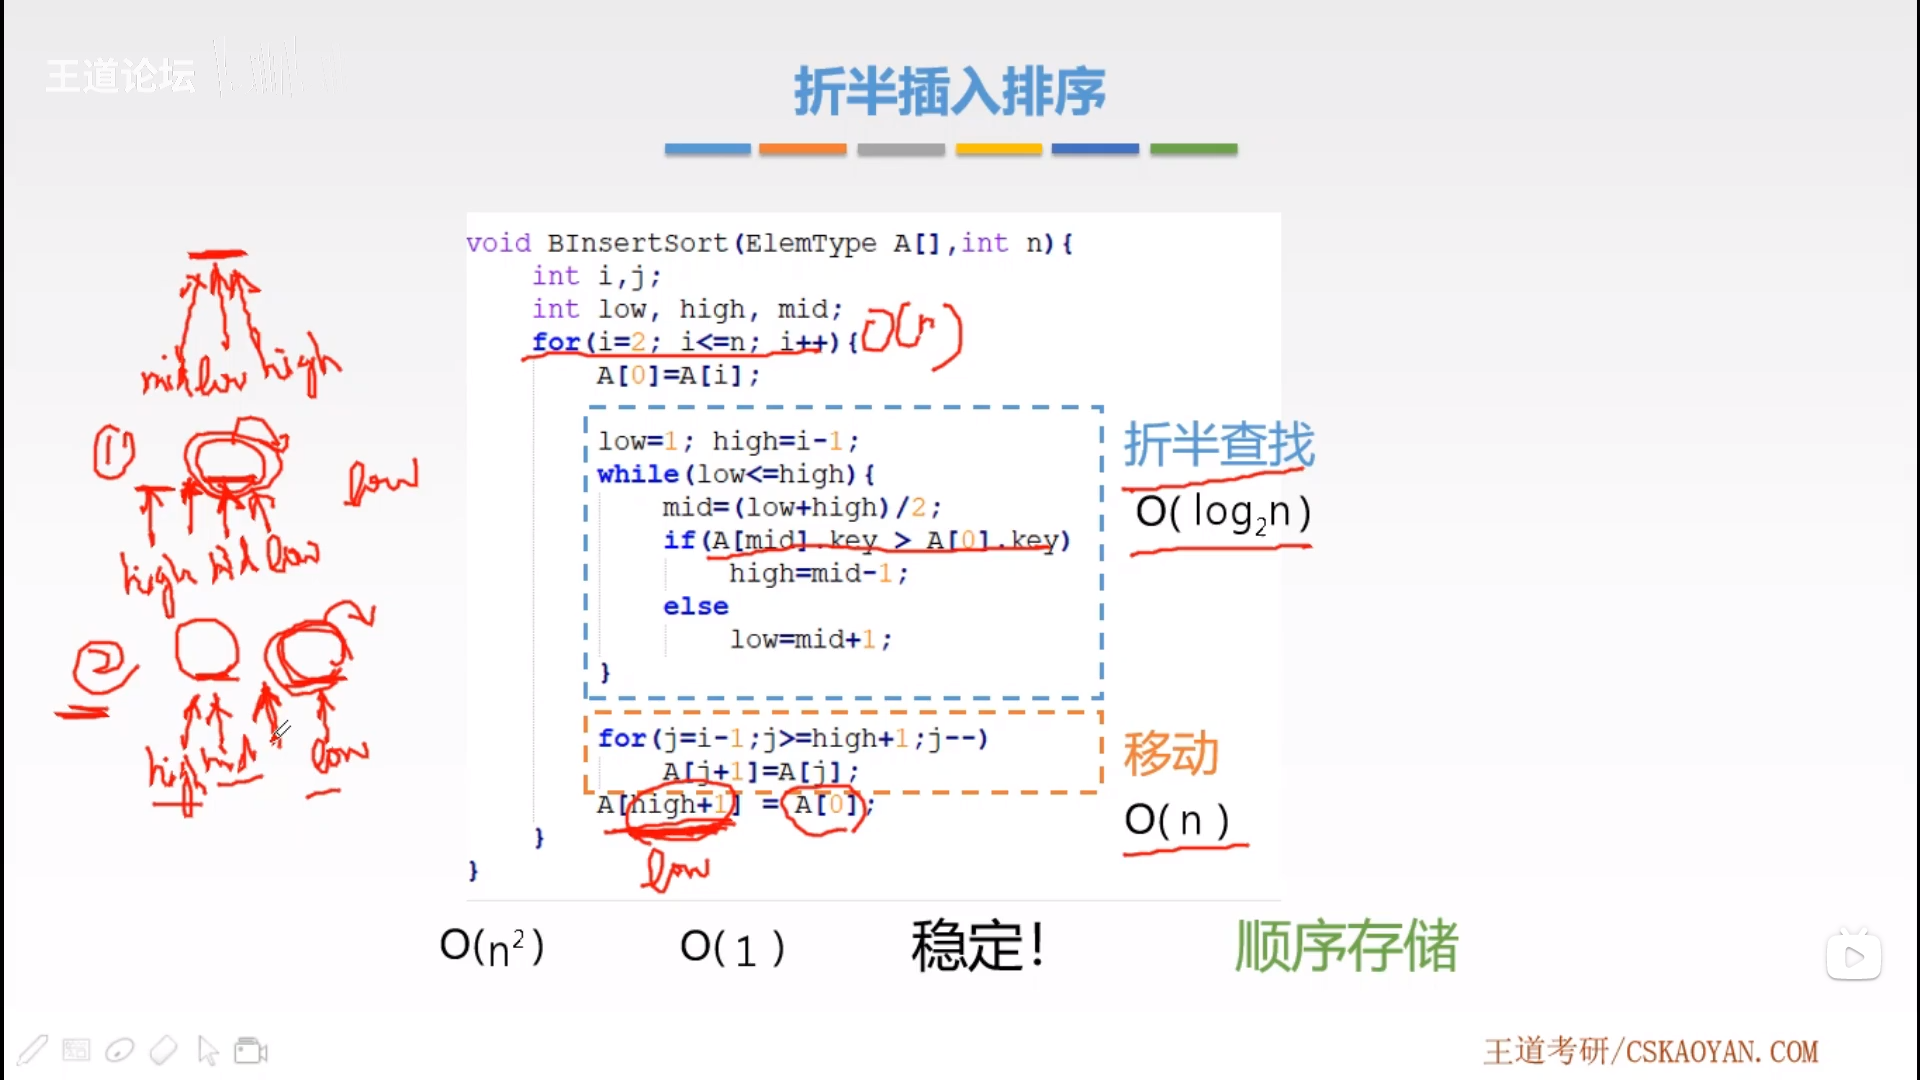 王道论坛
折半插入排序
void BInsertSort(ElemType A[],int n){
int i,j;
int low, high, mid;
for(i=2; i<=n; i++){ O(n)
A[0]=A[i];
low=1; high=i-1;
while(low<=high){
mid=(low+high)/2;
if(A[mid].key > A[0].key)
high=mid-1;
else
low=mid+1;
}
for(j=i-1;j>=high+1;j--)
A[j+1]=A[j];
A[high+1] = A[0];
low
}
}
折半查找
O(log₂n)
移动
O(n)
mid low high
①
low
high mid low
②
high mid low
O(n²) O(1) 稳定! 顺序存储
王道考研/CSKAOYAN.COM